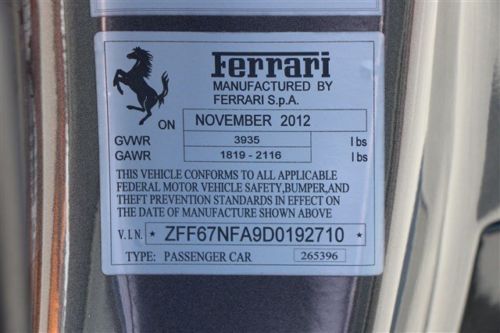 Ferrari
MANUFACTURED BY
FERRARI S.p.A.
ON NOVEMBER 2012
GVWR 3935 lbs
GAWR 1819 - 2116 lbs
THIS VEHICLE CONFORMS TO ALL APPLICABLE
FEDERAL MOTOR VEHICLE SAFETY,BUMPER,AND
THEFT PREVENTION STANDARDS IN EFFECT ON
THE DATE OF MANUFACTURE SHOWN ABOVE
V.I.N. * ZFF67NFA9D0192710 *
TYPE: PASSENGER CAR 265396